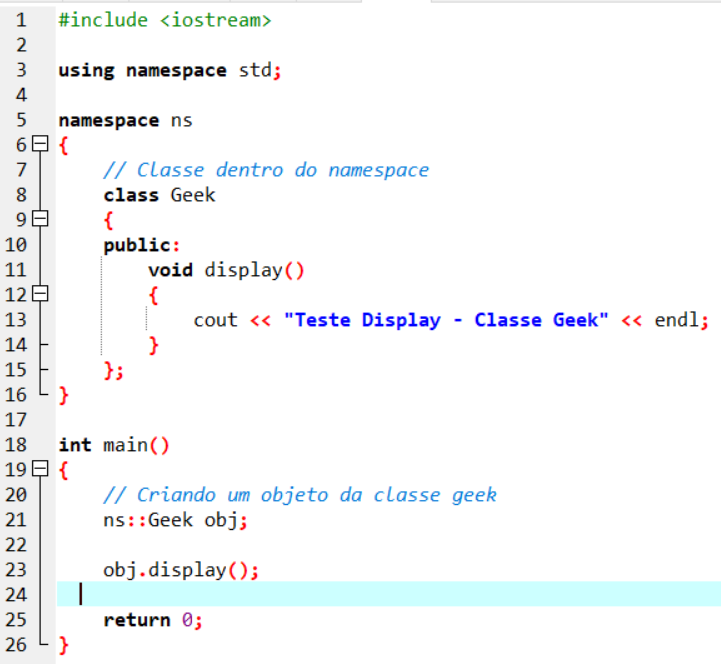 1 #include <iostream>
2
3 using namespace std;
4
5 namespace ns
6 {
7 // Classe dentro do namespace
8 class Geek
9 {
10 public:
11 void display()
12 {
13 cout << "Teste Display - Classe Geek" << endl;
14 }
15 };
16 }
17
18 int main()
19 {
20 // Criando um objeto da classe geek
21 ns::Geek obj;
22
23 obj.display();
24
25 return 0;
26 }